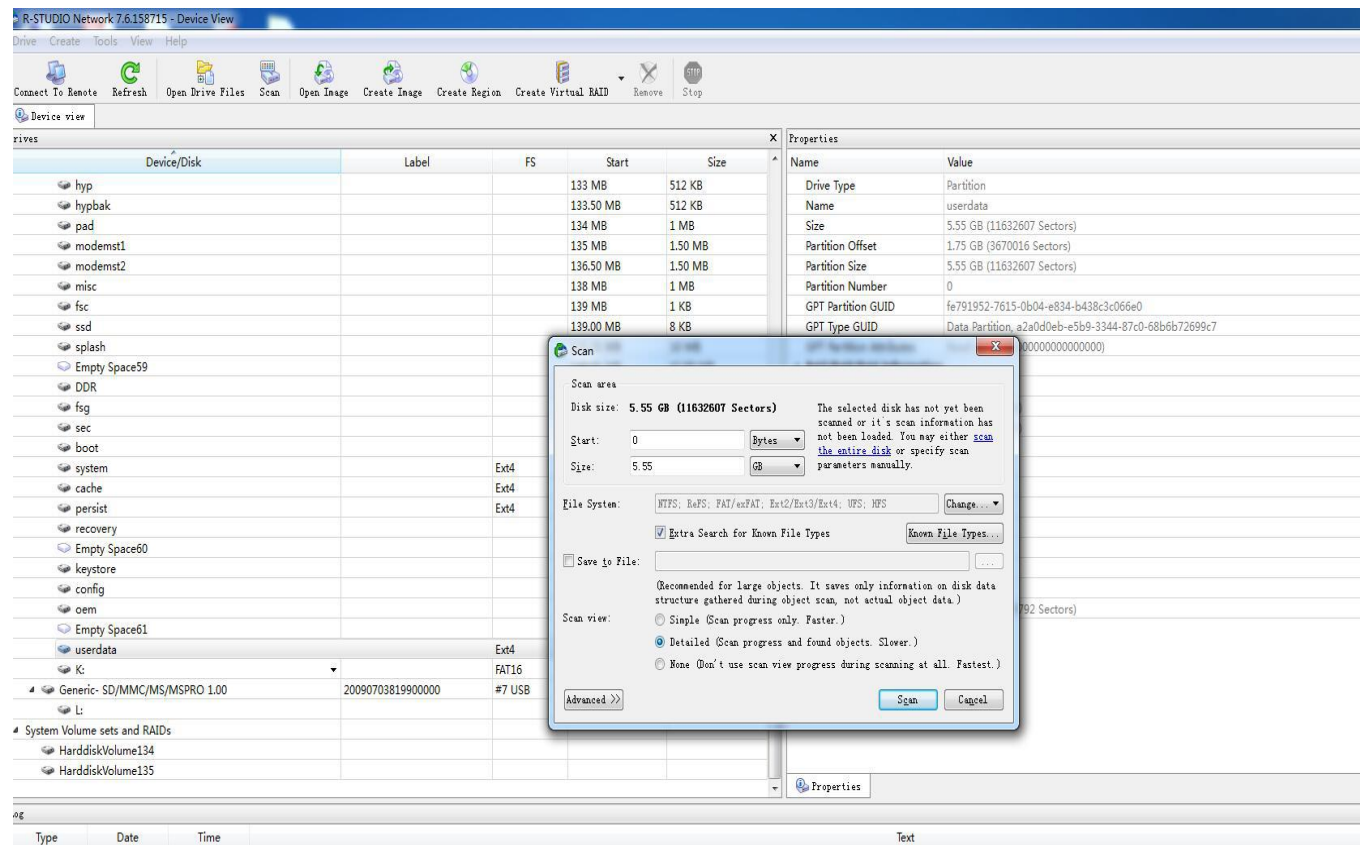 R-STUDIO Network 7.6.158715 - Device View
Drive Create Tools View Help
Connect To Remote Refresh Open Drive Files Scan Open Image Create Image Create Region Create Virtual RAID Remove Stop
Device view
rives X Properties
Device/Disk Label FS Start Size Name Value
hyp 133 MB 512 KB Drive Type Partition
hypbak 133.50 MB 512 KB Name userdata
pad 134 MB 1 MB Size 5.55 GB (11632607 Sectors)
modemst1 135 MB 1.50 MB Partition Offset 1.75 GB (3670016 Sectors)
modemst2 136.50 MB 1.50 MB Partition Size 5.55 GB (11632607 Sectors)
misc 138 MB 1 MB Partition Number 0
fsc 139 MB 1 KB GPT Partition GUID fe791952-7615-0b04-e834-b438c3c066e0
ssd 139.00 MB 8 KB GPT Type GUID Data Partition, a2a0d0eb-e5b9-3344-87c0-68b6b72699c7
splash
Empty Space59
DDR
fsg
sec
boot
system Ext4
cache Ext4
persist Ext4
recovery
Empty Space60
keystore
config
oem 792 Sectors)
Empty Space61
userdata Ext4
K: FAT16
Generic- SD/MMC/MS/MSPRO 1.00 20090703819900000 #7 USB
L:
System Volume sets and RAIDs
HarddiskVolume134
HarddiskVolume135
Scan
Scan area
Disk size: 5.55 GB (11632607 Sectors)
Start: 0 Bytes
Size: 5.55 GB
The selected disk has not yet been
scanned or it's scan information has
not been loaded. You may either scan
the entire disk or specify scan
parameters manually.
File System: NTFS; ReFS; FAT/exFAT; Ext2/Ext3/Ext4; UFS; HFS Change...
Extra Search for Known File Types Known File Types...
Save to File: ...
(Recommended for large objects. It saves only information on disk data
structure gathered during object scan, not actual object data.)
Scan view: Simple (Scan progress only. Faster.)
Detailed (Scan progress and found objects. Slower.)
None (Don't use scan view progress during scanning at all. Fastest.)
Advanced >> Scan Cancel
Properties
og
Type Date Time Text